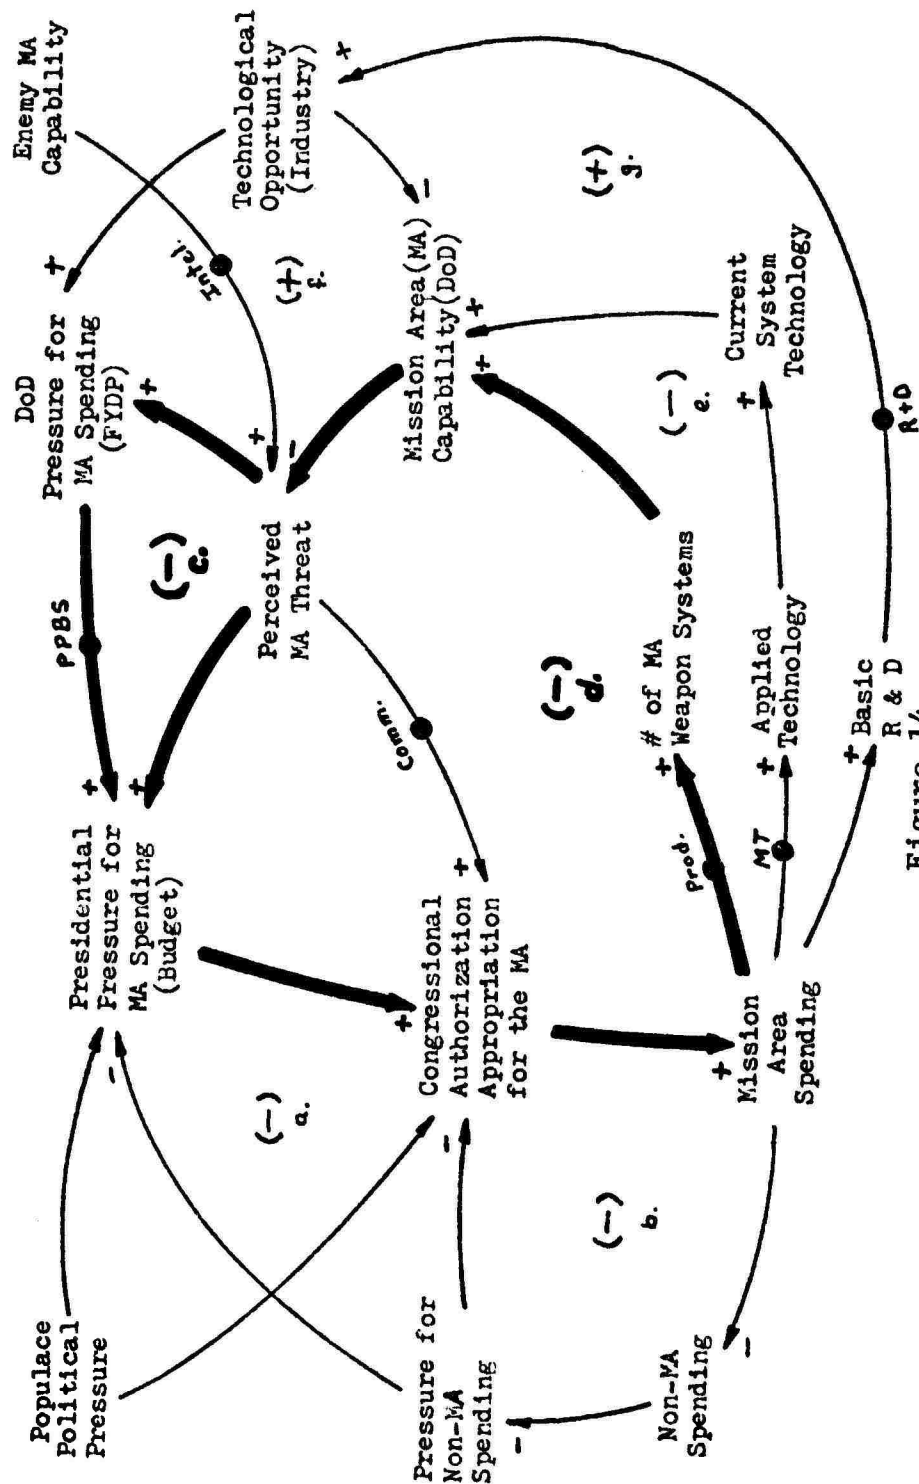 Populace
Political
Pressure
Presidential
Pressure for
MA Spending
(Budget)
+
+
-
PPBS
DoD
Pressure for
MA Spending
(FYDP)
+
+
Enemy MA
Capability
Intel.
(-)
c.
Perceived
MA Threat
+
-
(+)
f.
Technological
Opportunity
(Industry)
+
(-)
a.
Comm.
Pressure for
Non-MA
Spending
-
Congressional
Authorization
Appropriation
for the MA
+
+
-
Mission Area(MA)
Capability(DoD)
-
+
+
(-)
b.
(-)
d.
(+)
g.
Non-MA
Spending
-
Mission
Area
Spending
+
Prod.
+
# of MA
Weapon Systems
(-)
e.
MT
+
Applied
Technology
+
Current
System
Technology
+
Basic
R & D
R+D
Figure 14